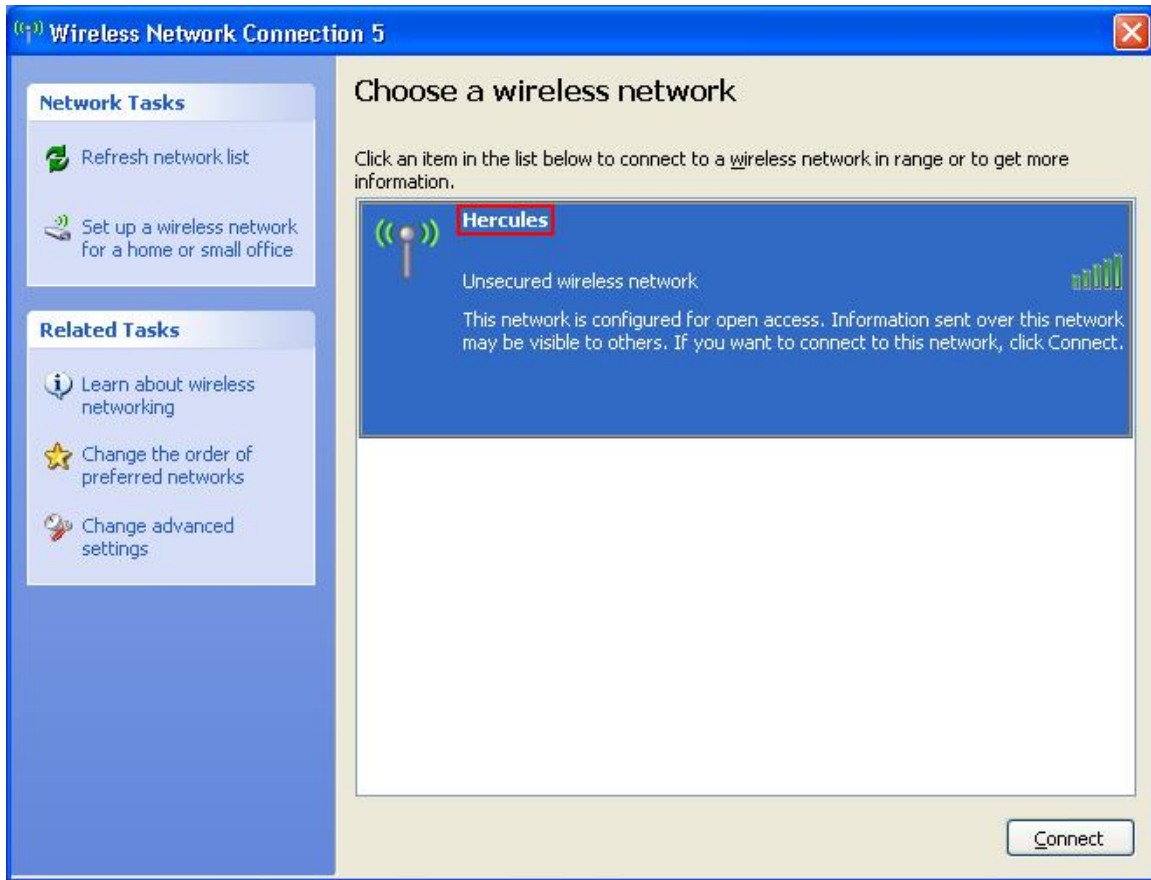 Wireless Network Connection 5
Network Tasks
Refresh network list
Set up a wireless network
for a home or small office
Related Tasks
Learn about wireless
networking
Change the order of
preferred networks
Change advanced
settings
Choose a wireless network
Click an item in the list below to connect to a wireless network in range or to get more
information.
Hercules
Unsecured wireless network
This network is configured for open access. Information sent over this network
may be visible to others. If you want to connect to this network, click Connect.
Connect